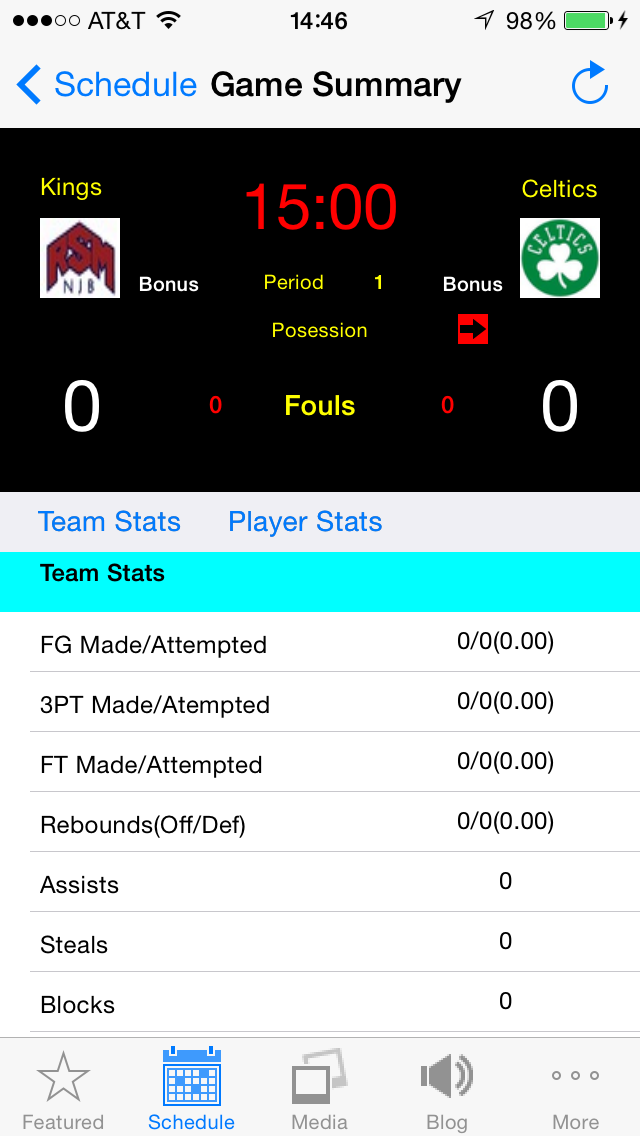 AT&T 14:46 98%
Schedule Game Summary
Kings 15:00 Celtics
RSM NJB CELTICS
Bonus Period 1 Bonus
Posession
0 0 Fouls 0 0
Team Stats Player Stats
Team Stats
FG Made/Attempted 0/0(0.00)
3PT Made/Atempted 0/0(0.00)
FT Made/Attempted 0/0(0.00)
Rebounds(Off/Def) 0/0(0.00)
Assists 0
Steals 0
Blocks 0
Featured Schedule Media Blog More